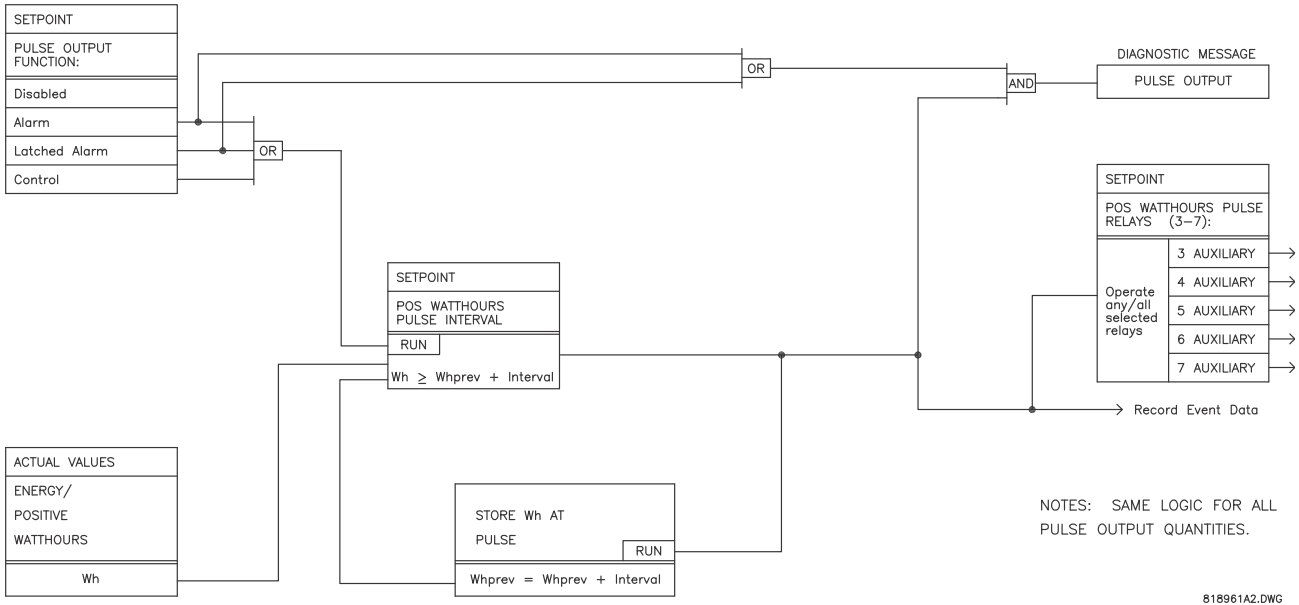 SETPOINT
PULSE OUTPUT
FUNCTION:
Disabled
Alarm
Latched Alarm
Control
OR
OR
AND
DIAGNOSTIC MESSAGE
PULSE OUTPUT
SETPOINT
POS WATTHOURS PULSE
RELAYS (3–7):
Operate
any/all
selected
relays
3 AUXILIARY
4 AUXILIARY
5 AUXILIARY
6 AUXILIARY
7 AUXILIARY
Record Event Data
SETPOINT
POS WATTHOURS
PULSE INTERVAL
RUN
Wh ≥ Whprev + Interval
ACTUAL VALUES
ENERGY/
POSITIVE
WATTHOURS
Wh
STORE Wh AT
PULSE
RUN
Whprev = Whprev + Interval
NOTES: SAME LOGIC FOR ALL
PULSE OUTPUT QUANTITIES.
818961A2.DWG